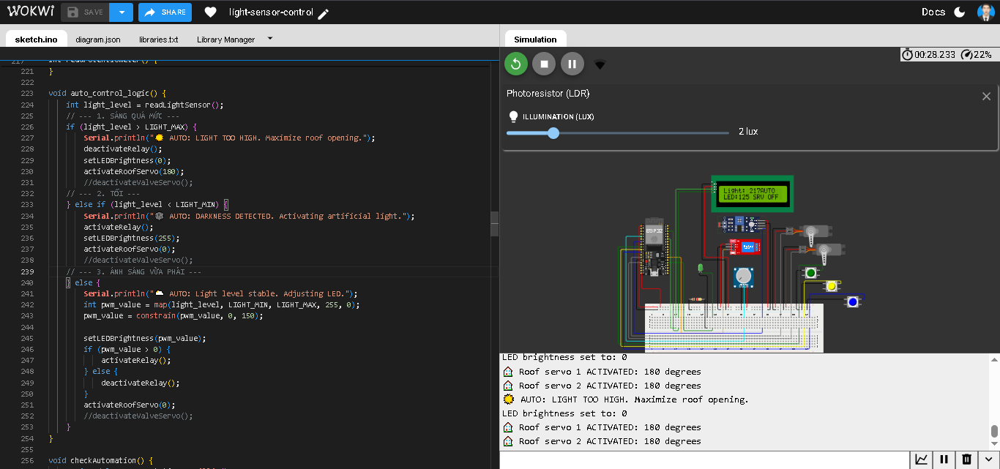 WOKWI
SAVE
SHARE
light-sensor-control
Docs
sketch.ino
diagram.json
libraries.txt
Library Manager
Simulation
00:28.233
22%
221 }
222
223 void auto_control_logic() {
224 int light_level = readLightSensor();
225 // --- 1. SÁNG QUÁ MỨC ---
226 if (light_level > LIGHT_MAX) {
227 Serial.println("☀️ AUTO: LIGHT TOO HIGH. Maximize roof opening.");
228 deactivateRelay();
229 setLEDBrightness(0);
230 activateRoofServo(180);
231 //deactivateValveServo();
232 // --- 2. TỐI ---
233 } else if (light_level < LIGHT_MIN) {
234 Serial.println("🌑 AUTO: DARKNESS DETECTED. Activating artificial light.");
235 activateRelay();
236 setLEDBrightness(255);
237 activateRoofServo(0);
238 //deactivateValveServo();
239 // --- 3. ÁNH SÁNG VỪA PHẢI ---
240 } else {
241 Serial.println("☁️ AUTO: Light level stable. Adjusting LED.");
242 int pwm_value = map(light_level, LIGHT_MIN, LIGHT_MAX, 255, 0);
243 pwm_value = constrain(pwm_value, 0, 150);
244
245 setLEDBrightness(pwm_value);
246 if (pwm_value > 0) {
247 activateRelay();
248 } else {
249 deactivateRelay();
250 }
251 activateRoofServo(0);
252 //deactivateValveServo();
253 }
254 }
255
256 void checkAutomation() {
Photoresistor (LDR)
ILLUMINATION (LUX)
2 lux
Light: 217AUTO
LED:125 SRV OFF
ESP32
LED brightness set to: 0
Roof servo 1 ACTIVATED: 180 degrees
Roof servo 2 ACTIVATED: 180 degrees
AUTO: LIGHT TOO HIGH. Maximize roof opening.
LED brightness set to: 0
Roof servo 1 ACTIVATED: 180 degrees
Roof servo 2 ACTIVATED: 180 degrees